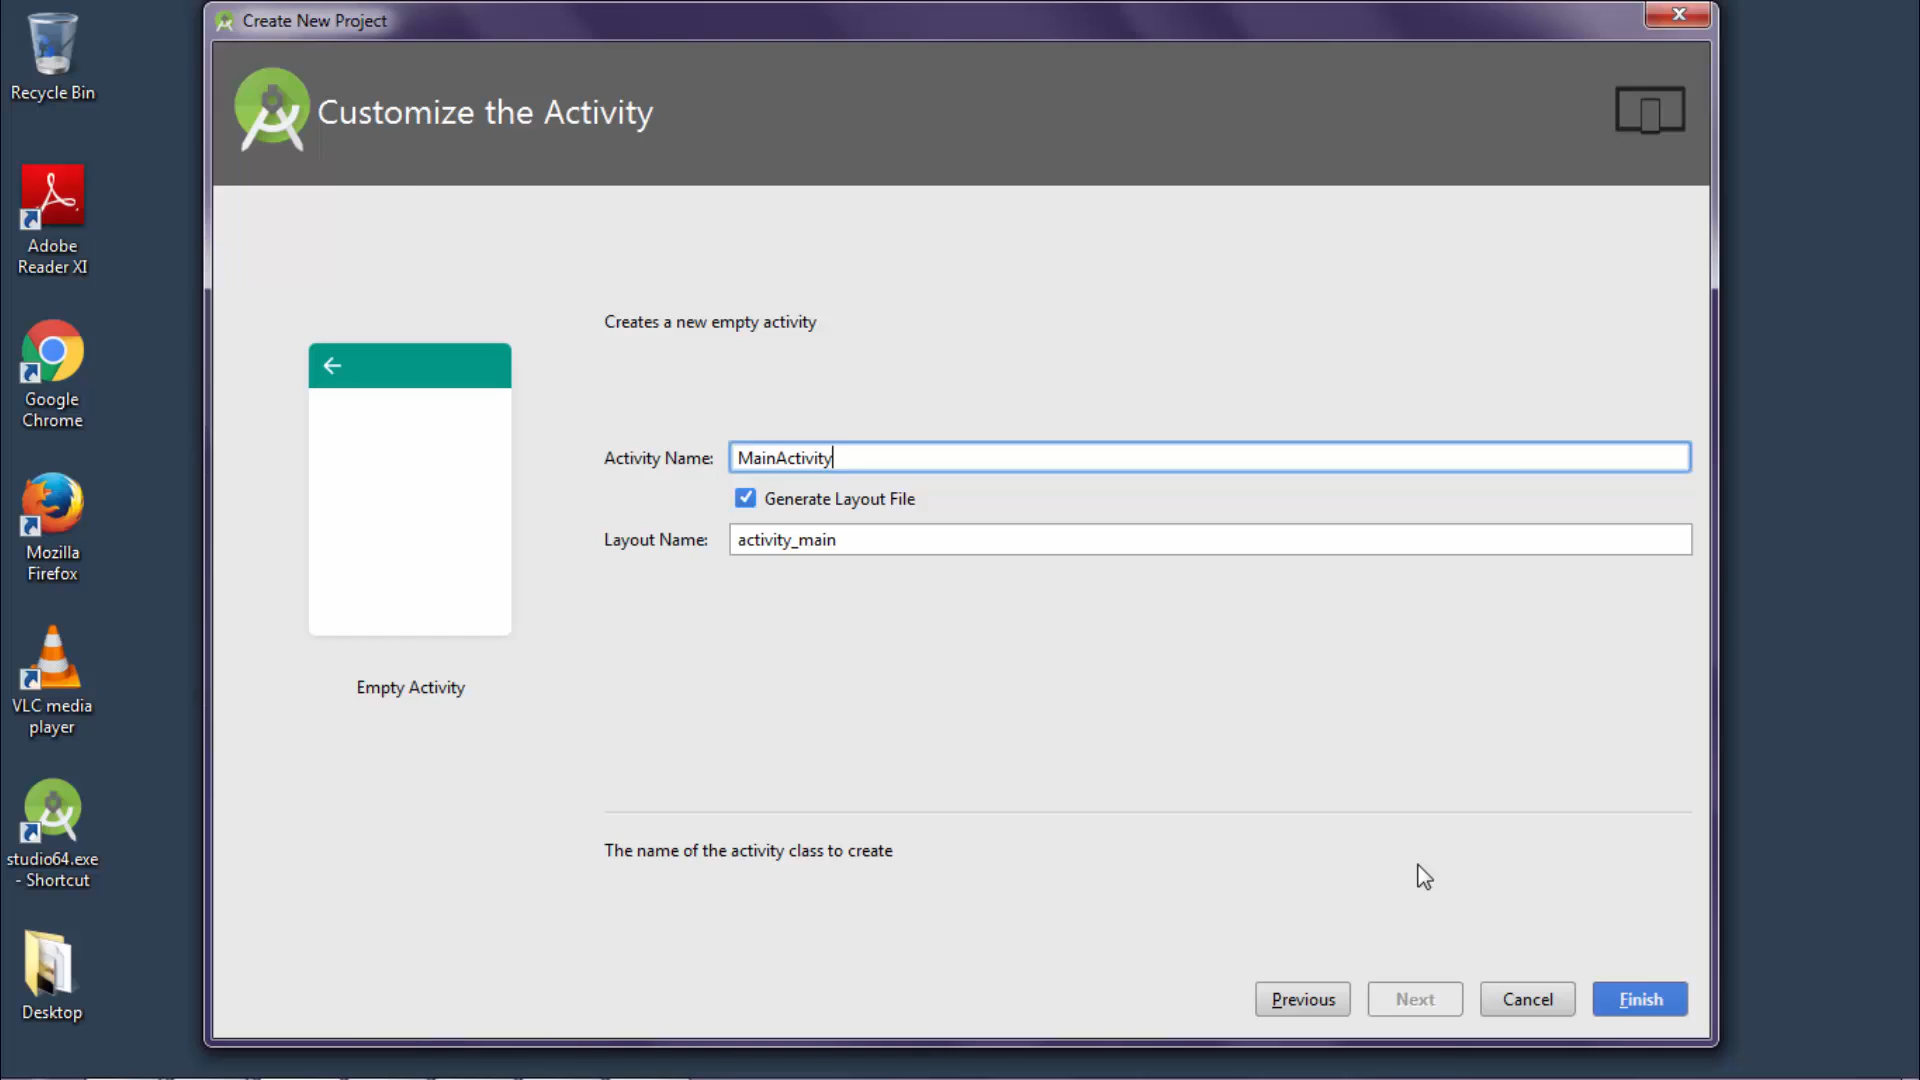 Create New Project
Customize the Activity
Recycle Bin
Adobe
Reader XI
Google
Chrome
Mozilla
Firefox
VLC media
player
studio64.exe
- Shortcut
Desktop
Creates a new empty activity
Activity Name: MainActivity
Generate Layout File
Layout Name: activity_main
Empty Activity
The name of the activity class to create
Previous Next Cancel Finish